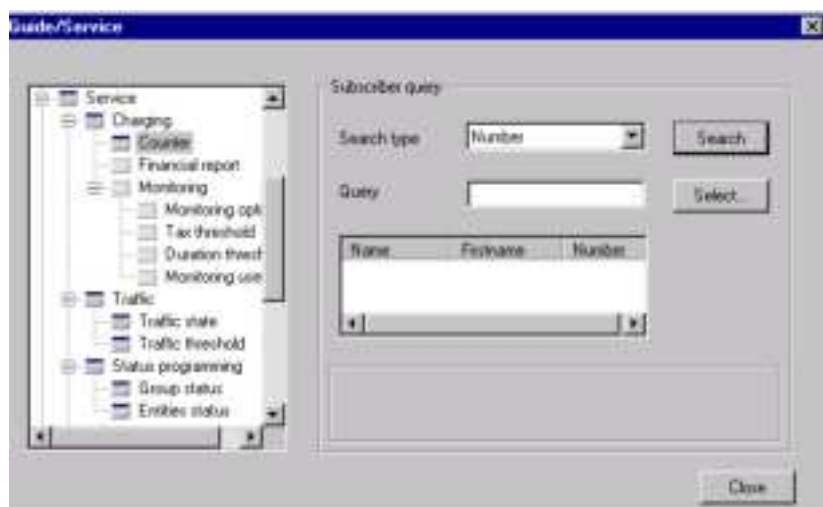 Guide/Service
Service
Charging
Counter
Financial report
Monitoring
Monitoring opti
Tax threshold
Duration thresh
Monitoring use
Traffic
Traffic state
Traffic threshold
Status programming
Group status
Entities status
Subscriber query
Search type
Number
Search
Query
Select...
Name Firstname Number
Close